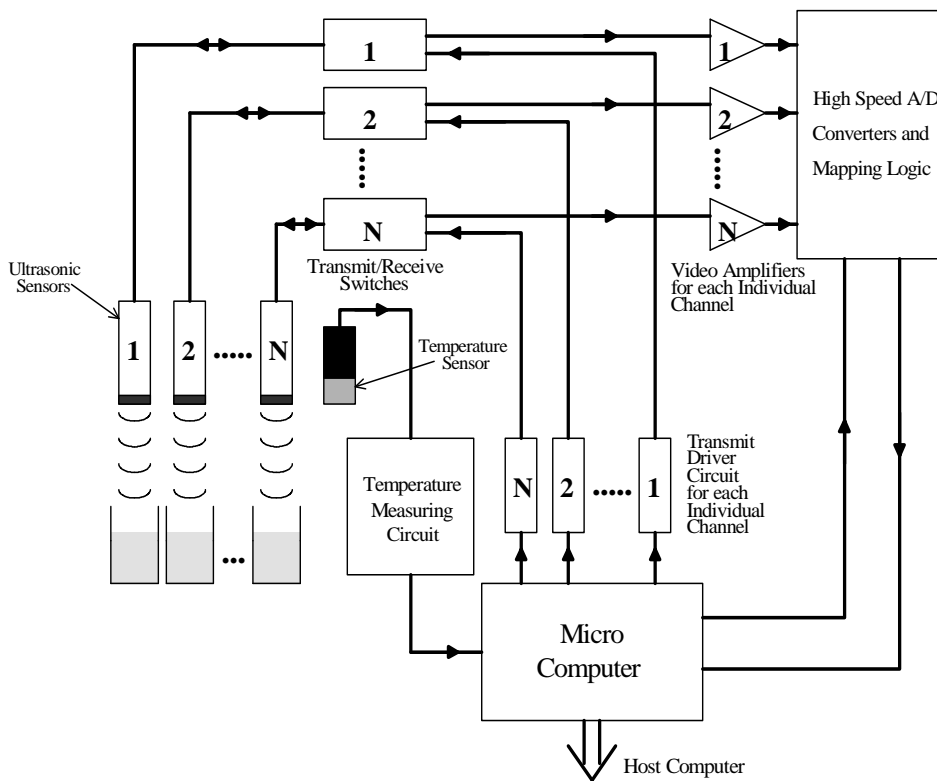 1
1
High Speed A/D
Converters and
Mapping Logic
2
2
N
N
Ultrasonic
Sensors
Transmit/Receive
Switches
Video Amplifiers
for each Individual
Channel
1
2
N
Temperature
Sensor
Temperature
Measuring
Circuit
N
2
1
Transmit
Driver
Circuit
for each
Individual
Channel
Micro
Computer
Host Computer